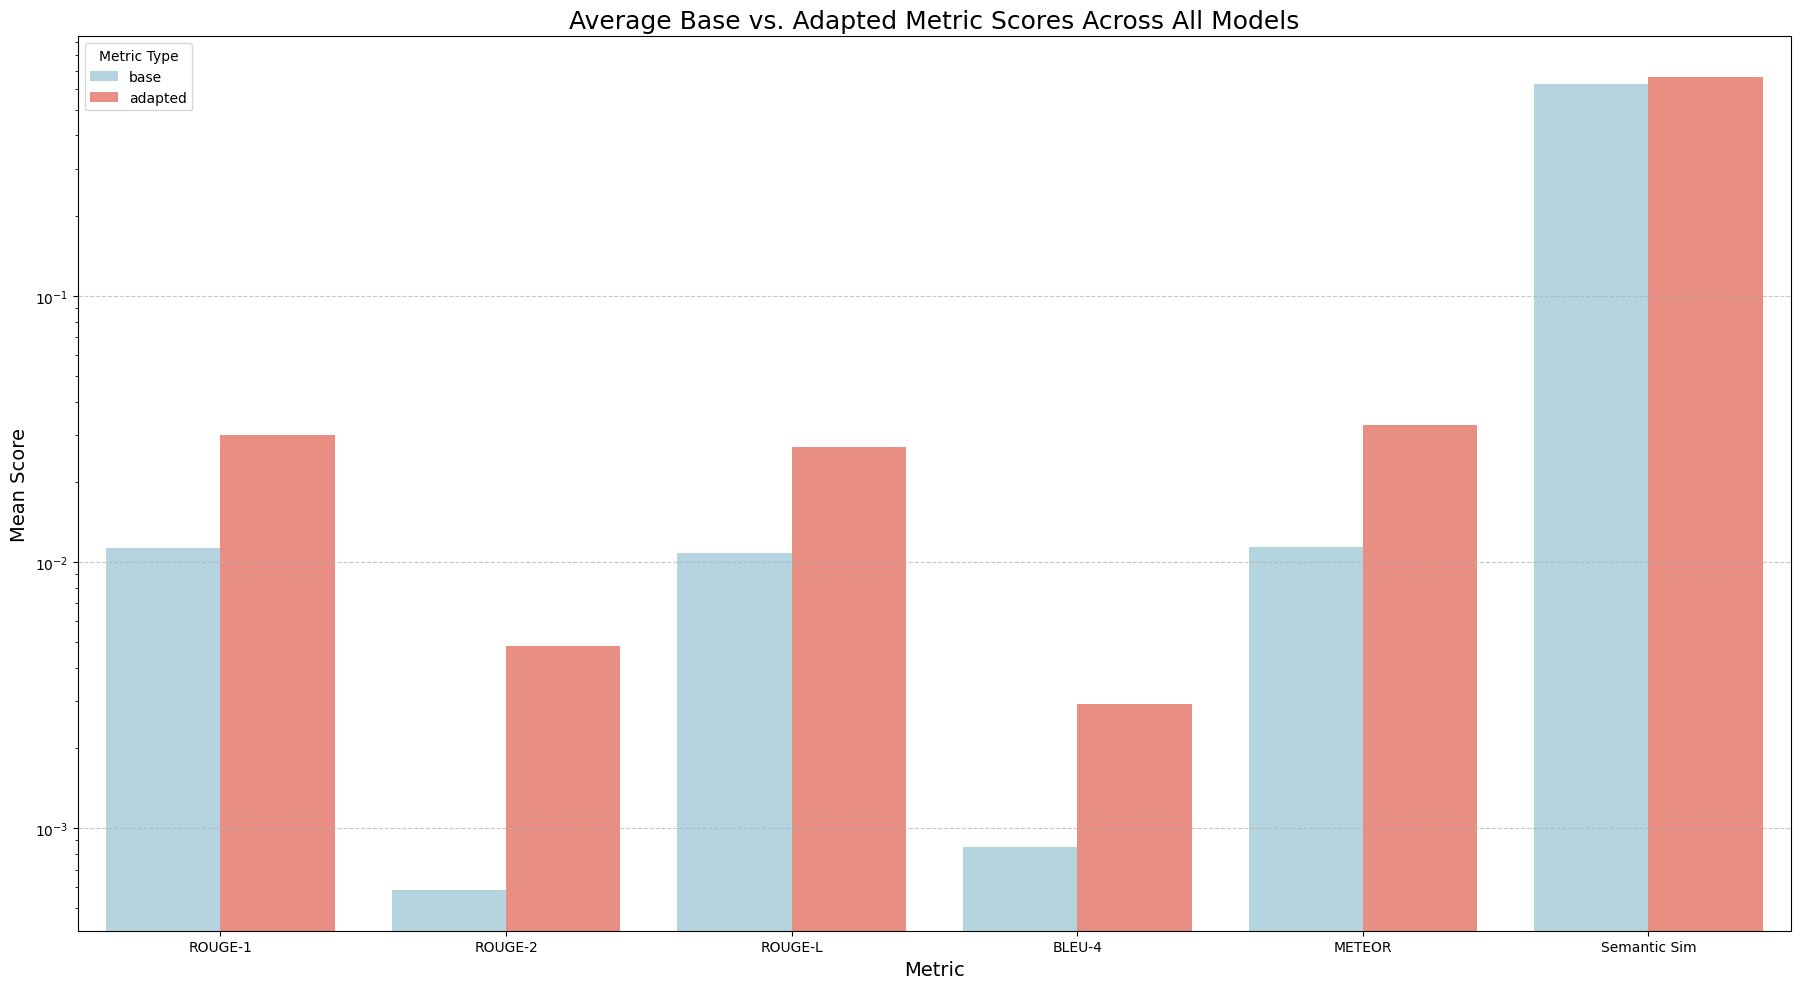 Average Base vs. Adapted Metric Scores Across All Models
Metric Type
base
adapted
Mean Score
10⁻¹
10⁻²
10⁻³
ROUGE-1
ROUGE-2
ROUGE-L
BLEU-4
METEOR
Semantic Sim
Metric